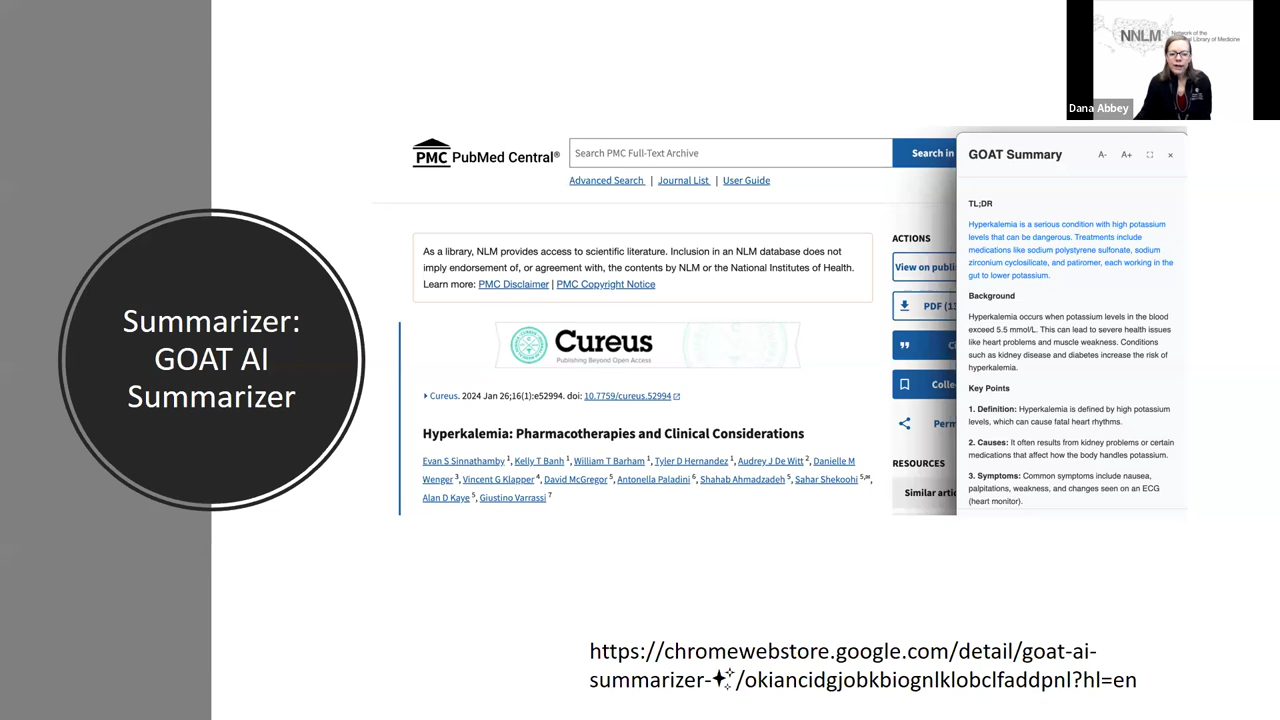 NNLM
Network of the
Library of Medicine
Dana Abbey
Summarizer:
GOAT AI
Summarizer
PMC PubMed Central®
Search PMC Full-Text Archive
Search in
Advanced Search | Journal List | User Guide
As a library, NLM provides access to scientific literature. Inclusion in an NLM database does not
imply endorsement of, or agreement with, the contents by NLM or the National Institutes of Health.
Learn more: PMC Disclaimer | PMC Copyright Notice
Cureus
Publishing Beyond Open Access
Cureus. 2024 Jan 26;16(1):e52994. doi: 10.7759/cureus.52994
Hyperkalemia: Pharmacotherapies and Clinical Considerations
Evan S Sinnathamby 1, Kelly T Banh 1, William T Barham 1, Tyler D Hernandez 1, Audrey J De Witt 2, Danielle M
Wenger 3, Vincent G Klapper 4, David McGregor 5, Antonella Paladini 6, Shahab Ahmadzadeh 5, Sahar Shekoohi 5,✉,
Alan D Kaye 5, Giustino Varrassi 7
ACTIONS
View on publi
PDF (13
Ci
Colle
Perm
RESOURCES
Similar artic
GOAT Summary
A- A+ ×
TL;DR
Hyperkalemia is a serious condition with high potassium
levels that can be dangerous. Treatments include
medications like sodium polystyrene sulfonate, sodium
zirconium cyclosilicate, and patiromer, each working in the
gut to lower potassium.
Background
Hyperkalemia occurs when potassium levels in the blood
exceed 5.5 mmol/L. This can lead to severe health issues
like heart problems and muscle weakness. Conditions
such as kidney disease and diabetes increase the risk of
hyperkalemia.
Key Points
1. Definition: Hyperkalemia is defined by high potassium
levels, which can cause fatal heart rhythms.
2. Causes: It often results from kidney problems or certain
medications that affect how the body handles potassium.
3. Symptoms: Common symptoms include nausea,
palpitations, weakness, and changes seen on an ECG
(heart monitor).
https://chromewebstore.google.com/detail/goat-ai-
summarizer-✨/okiancidgjobkbiognlklobclfaddpnl?hl=en